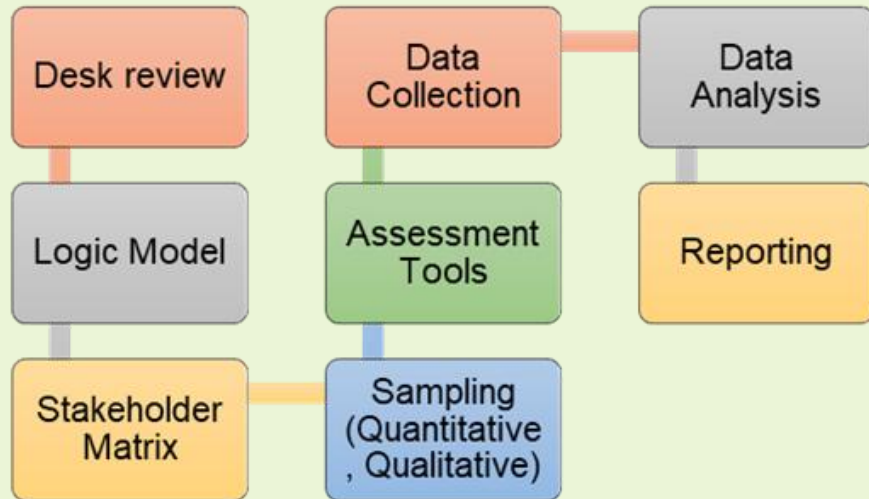 Desk review
Logic Model
Stakeholder
Matrix
Sampling
(Quantitative
, Qualitative)
Assessment
Tools
Data
Collection
Data
Analysis
Reporting